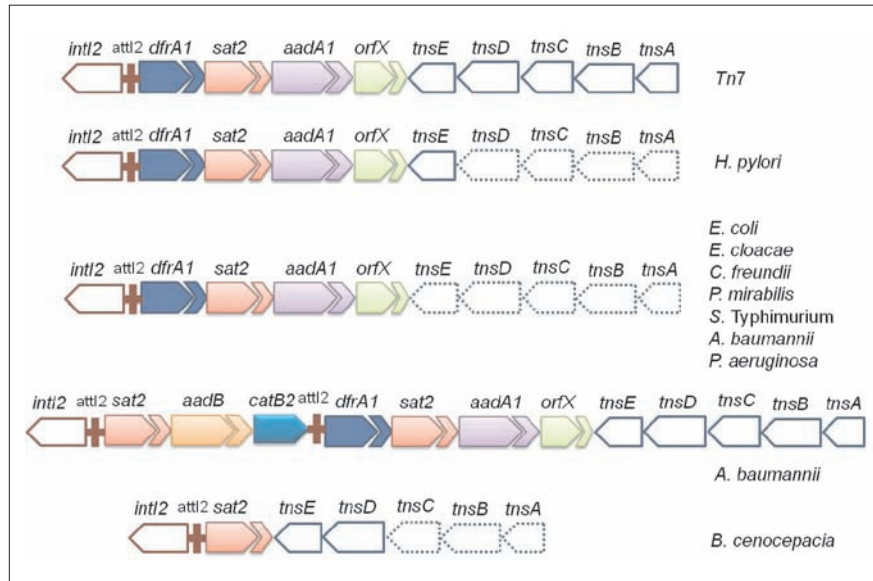 intI2 attI2 dfrA1 sat2 aadA1 orfX tnsE tnsD tnsC tnsB tnsA
Tn7
intI2 attI2 dfrA1 sat2 aadA1 orfX tnsE tnsD tnsC tnsB tnsA
H. pylori
E. coli
E. cloacae
intI2 attI2 dfrA1 sat2 aadA1 orfX tnsE tnsD tnsC tnsB tnsA
C. freundii
P. mirabilis
S. Typhimurium
A. baumannii
P. aeruginosa
intI2 attI2 sat2 aadB catB2 attI2 dfrA1 sat2 aadA1 orfX tnsE tnsD tnsC tnsB tnsA
A. baumannii
intI2 attI2 sat2 tnsE tnsD tnsC tnsB tnsA
B. cenocepacia